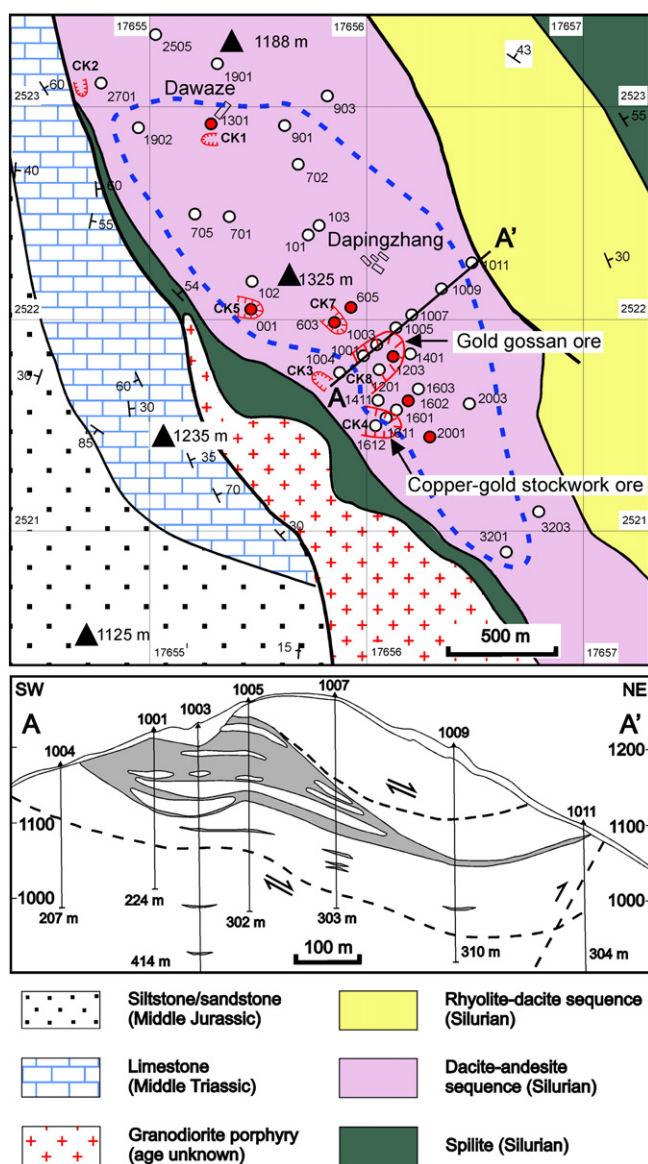 17655
17656
17657
2505
1188 m
43
CK2
60
1901
Dawaze
2701
2523
903
2523
1301
55
1902
CK1
901
40
702
60
55
705
701
103
101
Dapingzhang
A'
1011
30
54
1325 m
102
CK7
605
1009
CK5
2522
001
603
1007
2522
1003
1005
Gold gossan ore
1001
1401
1004
1203
30
CK3
CK8
60
A
1201
1603
1411
1602
2003
30
1601
85
1235 m
CK4
1611
2001
35
1612
70
Copper-gold stockwork ore
2521
30
3203
2521
3201
1125 m
500 m
15
17655
17656
17657
SW
NE
A
1007
A'
1005
1003
1001
1009
1200
1200
1004
1011
1100
1100
1000
1000
207 m
224 m
302 m
303 m
414 m
100 m
310 m
304 m
Siltstone/sandstone
(Middle Jurassic)
Rhyolite-dacite sequence
(Silurian)
Limestone
(Middle Triassic)
Dacite-andesite
sequence (Silurian)
Granodiorite porphyry
(age unknown)
Spilite (Silurian)